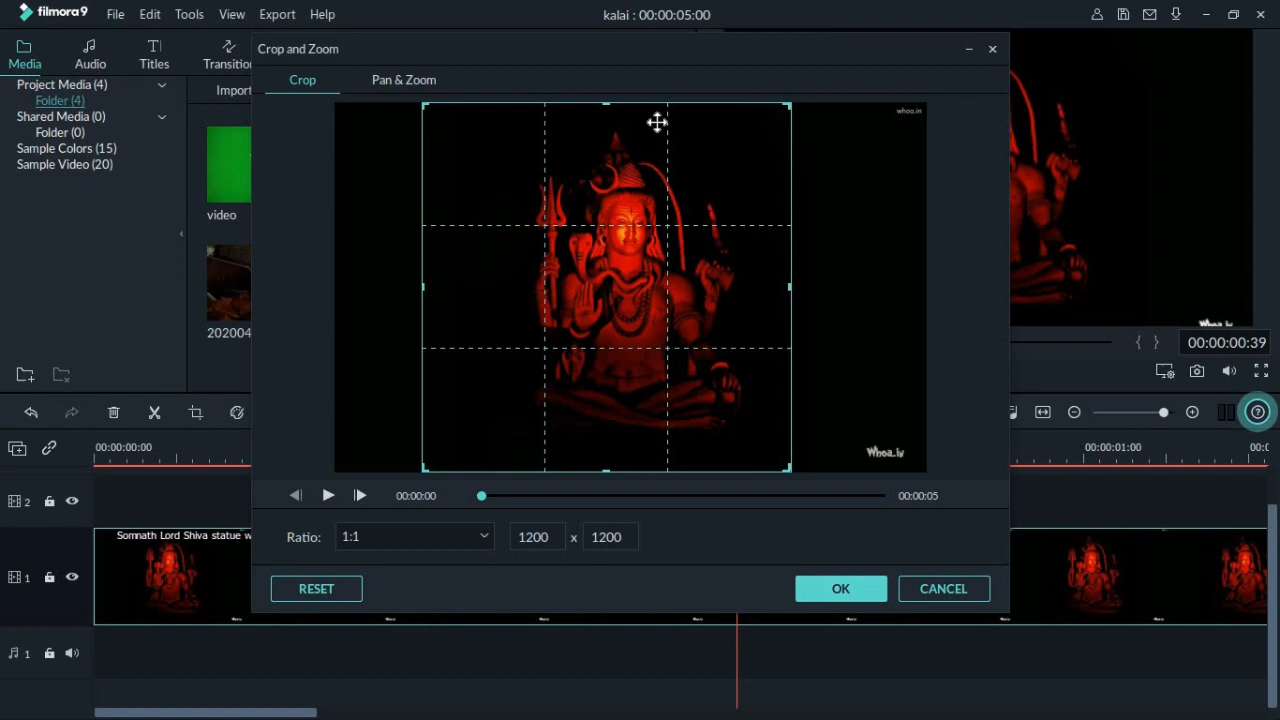 filmora9 File Edit Tools View Export Help kalai : 00:00:05:00
Media Audio Titles Transition
Project Media (4)
Folder (4)
Shared Media (0)
Folder (0)
Sample Colors (15)
Sample Video (20)
Import
video
202004
Crop and Zoom
Crop Pan & Zoom
whoa.in
Whoa.in
00:00:00 00:00:05
Ratio: 1:1 1200 x 1200
RESET OK CANCEL
{ } 00:00:00:39
00:00:00:00 00:00:01:00
2
Somnath Lord Shiva statue w
1
1